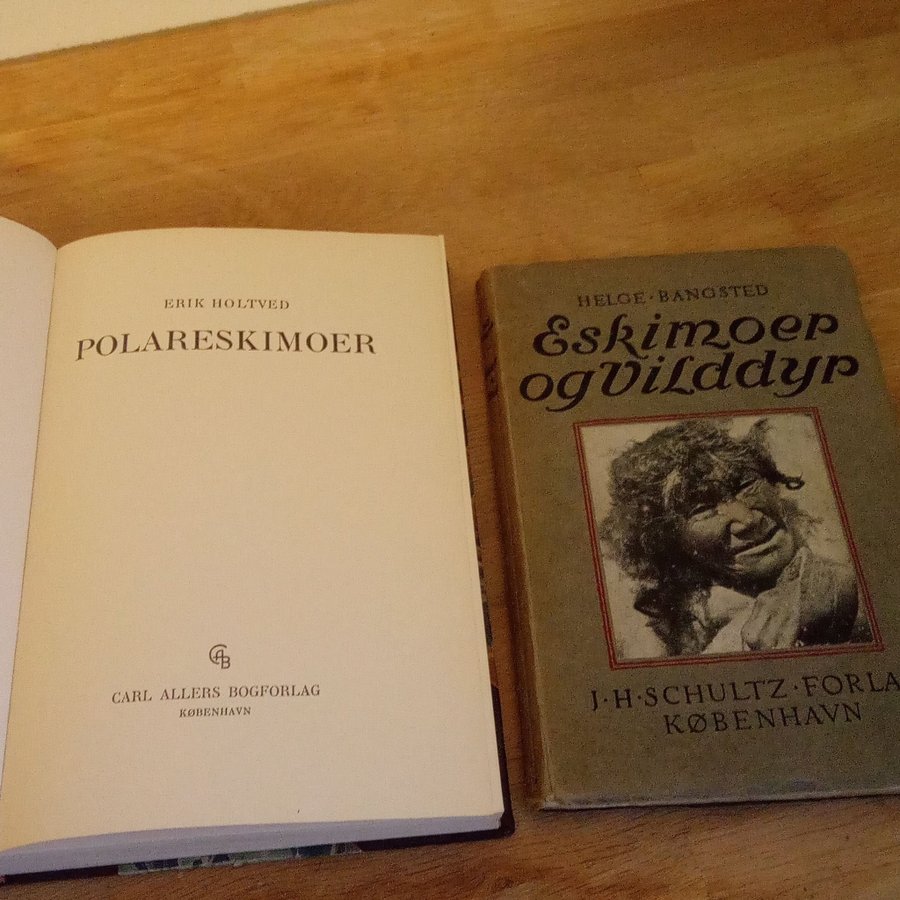 ERIK HOLTVED
POLARESKIMOER
CAB
CARL ALLERS BOGFORLAG
KØBENHAVN
HELGE · BANGSTED
Eskimoer
og Vilddyr
J · H · SCHULTZ · FORLA
KØBENHAVN